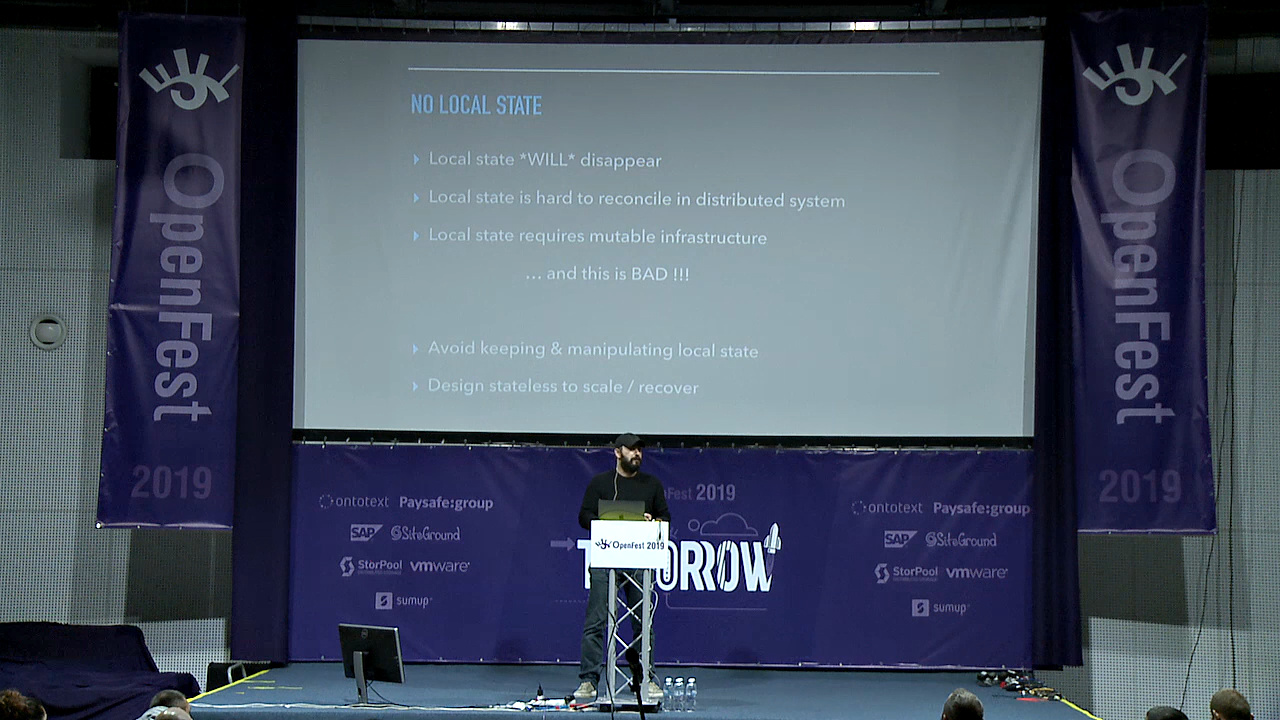 NO LOCAL STATE
Local state *WILL* disappear
Local state is hard to reconcile in distributed system
Local state requires mutable infrastructure
... and this is BAD !!!
Avoid keeping & manipulating local state
Design stateless to scale / recover
OpenFest
2019
OpenFest
2019
ontotext Paysafe:group
SAP SiteGround
StorPool vmware
sumup
Fest 2019
T ORROW
OpenFest 2019
ontotext Paysafe:group
SAP SiteGround
StorPool vmware
sumup